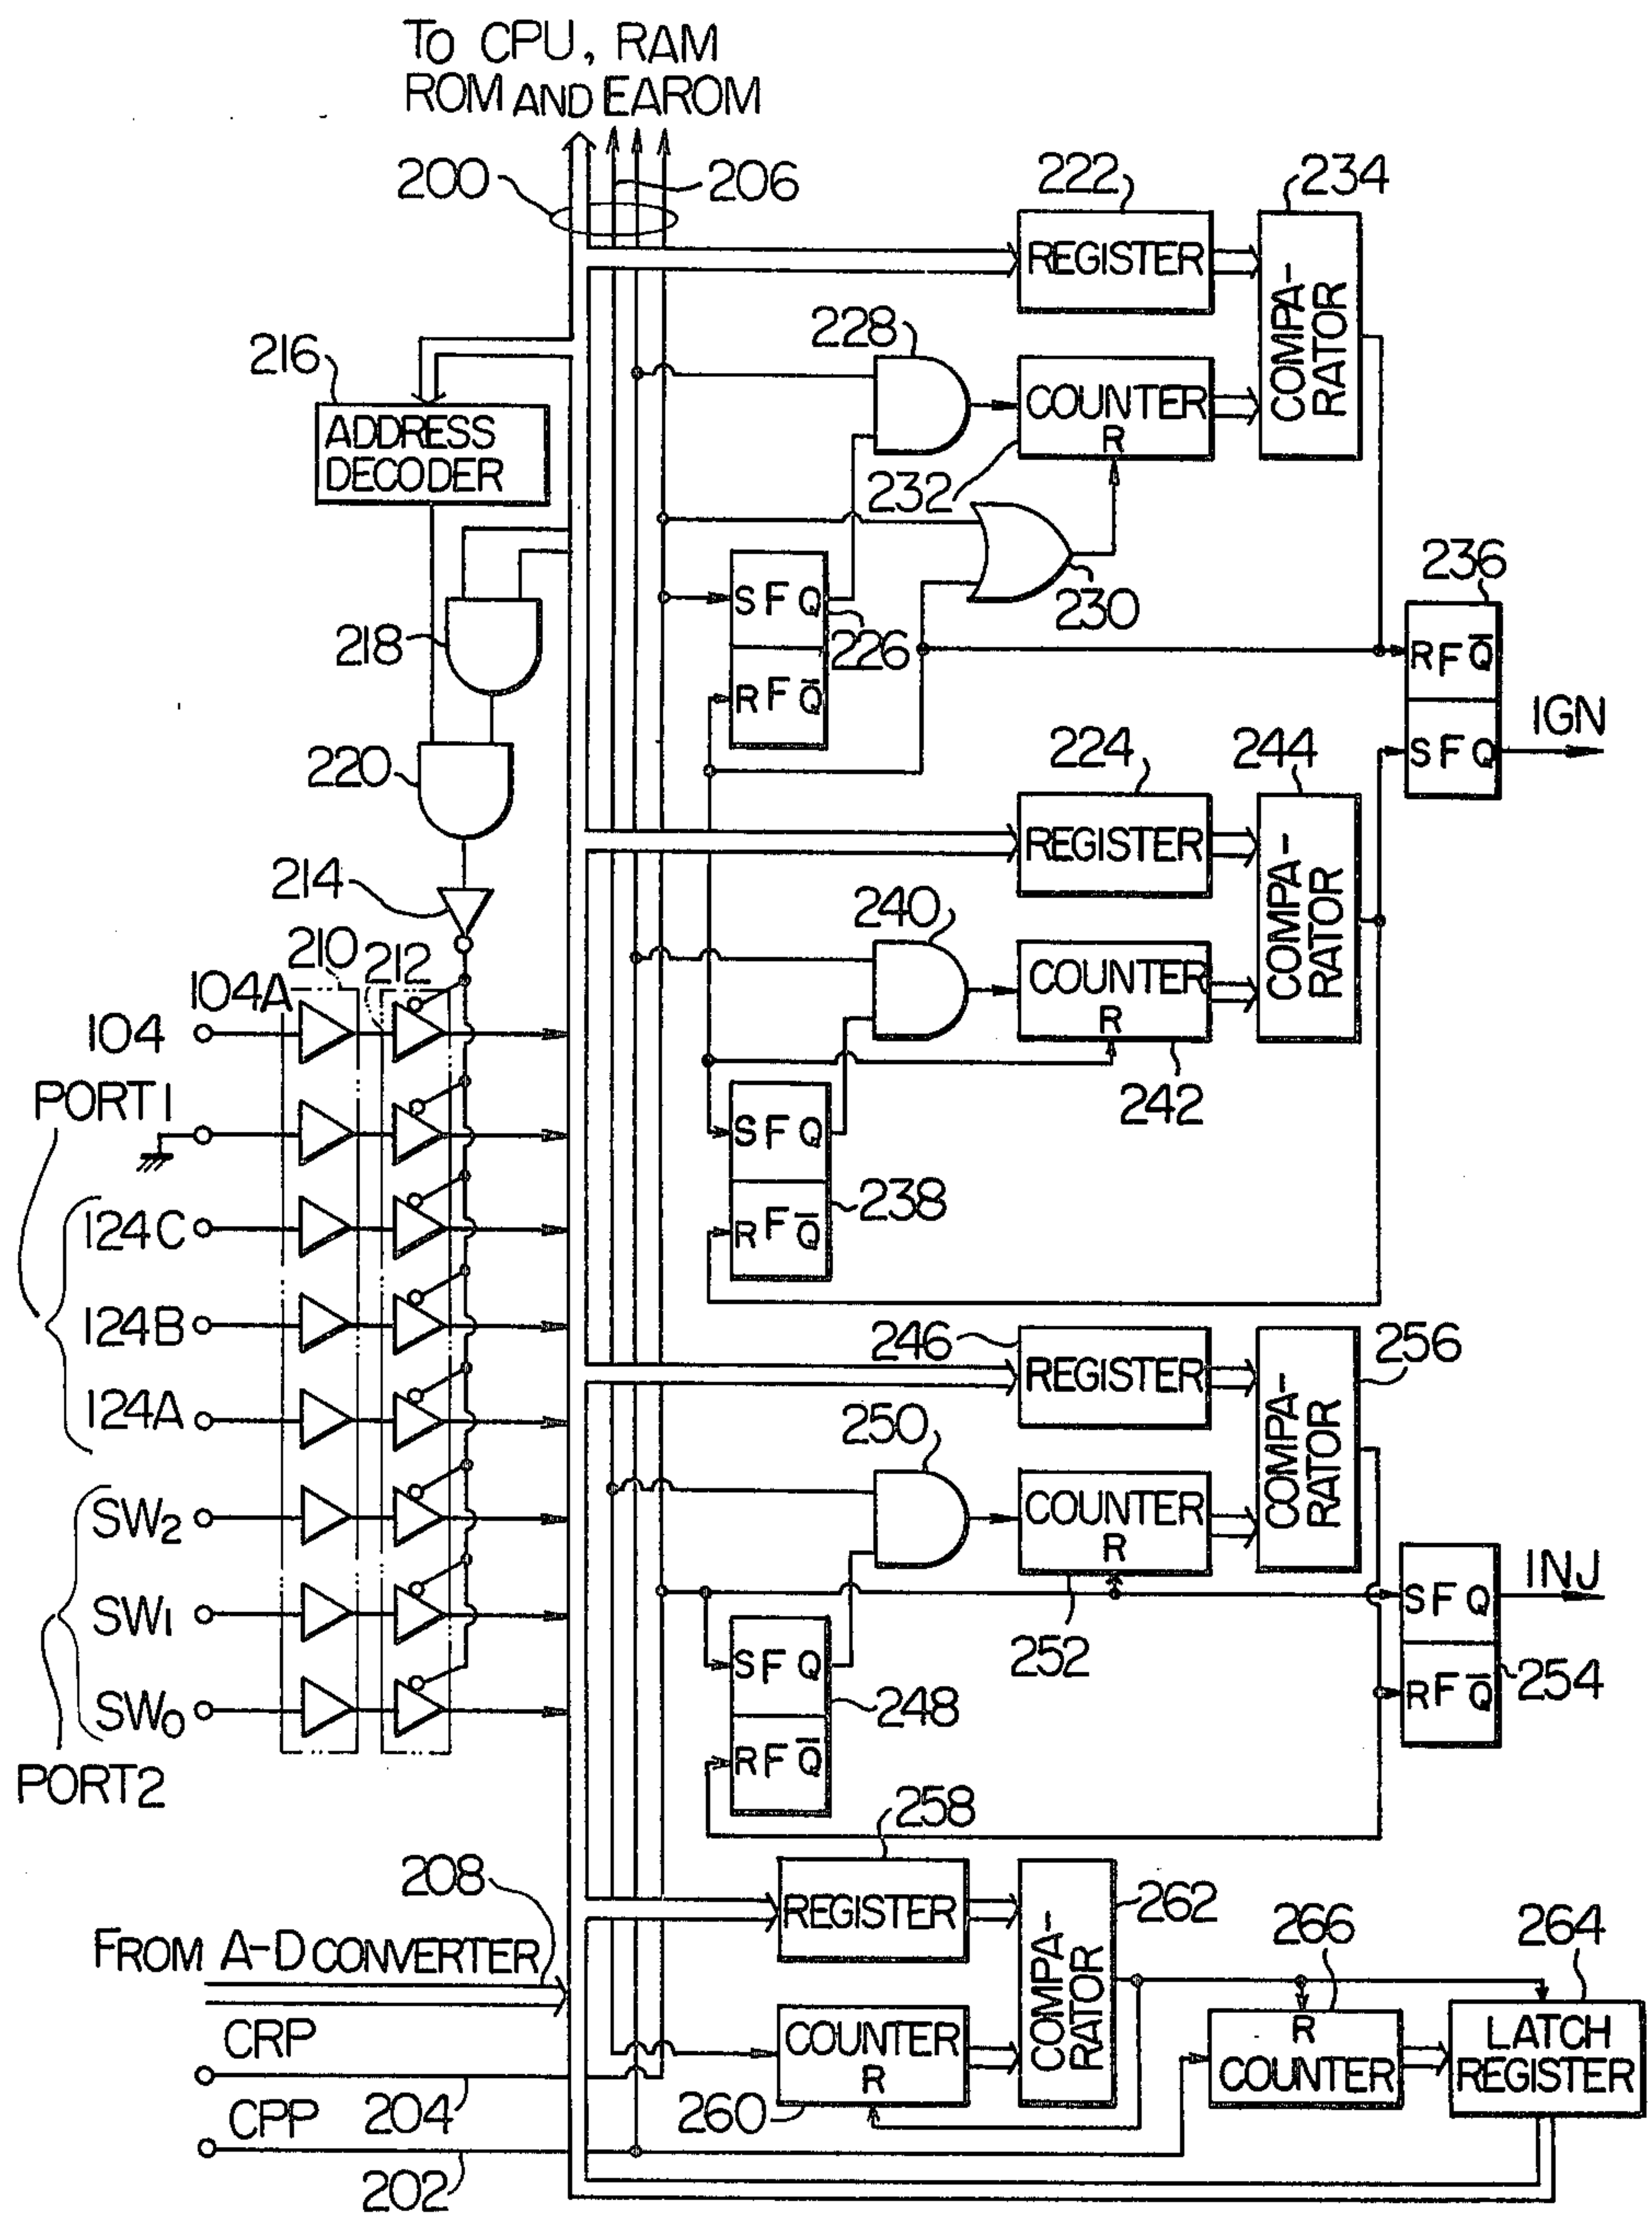 To CPU, RAM
ROM AND EAROM
200
206
222
234
REGISTER
COMPA-
RATOR
228
216
ADDRESS
DECODER
COUNTER
R
232
230
236
S F Q
226
R F Q̄
218
R F Q̄
S F Q
IGN
220
224
244
REGISTER
COMPA-
RATOR
214
240
210
212
COUNTER
R
242
104A
104
PORT1
S F Q
238
R F Q̄
124C
124B
124A
246
REGISTER
256
COMPA-
RATOR
250
COUNTER
R
252
SW2
SW1
SW0
PORT2
S F Q
248
R F Q̄
INJ
S F Q
254
R F Q̄
258
REGISTER
262
COMPA-
RATOR
208
FROM A-D CONVERTER
266
264
CRP
204
COUNTER
R
260
R
COUNTER
LATCH
REGISTER
CPP
202